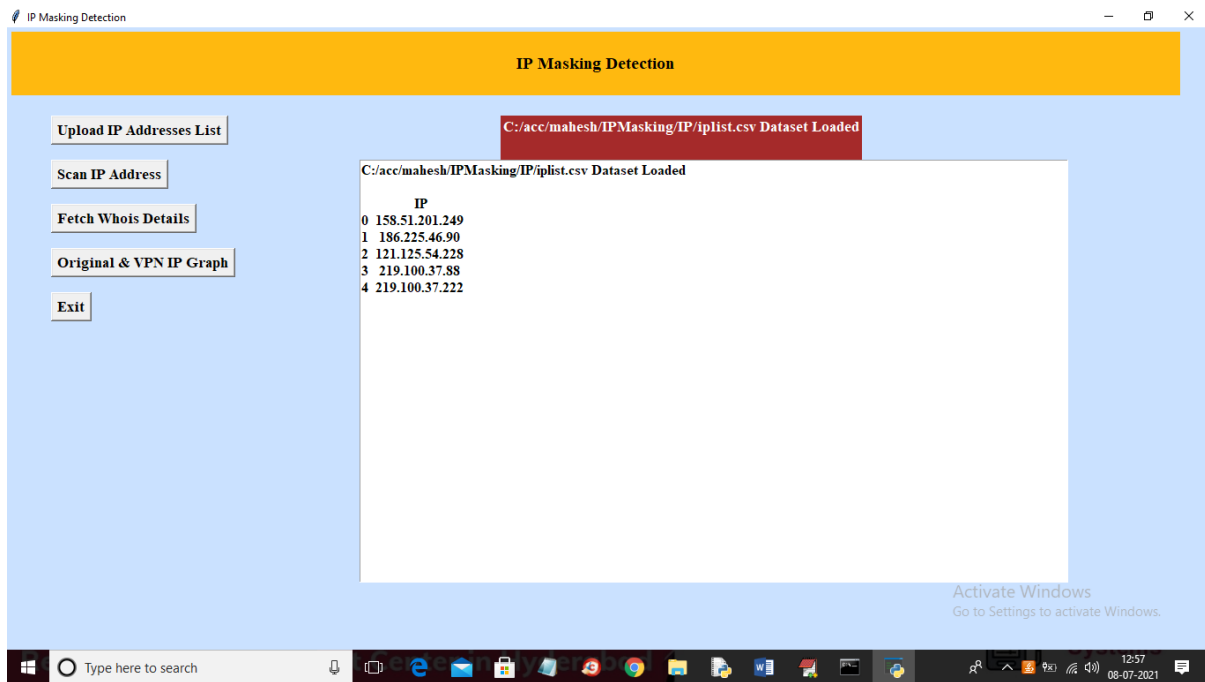 IP Masking Detection
IP Masking Detection
Upload IP Addresses List
Scan IP Address
Fetch Whois Details
Original & VPN IP Graph
Exit
C:/acc/mahesh/IPMasking/IP/iplist.csv Dataset Loaded
C:/acc/mahesh/IPMasking/IP/iplist.csv Dataset Loaded
IP
0 158.51.201.249
1 186.225.46.90
2 121.125.54.228
3 219.100.37.88
4 219.100.37.222
Activate Windows
Go to Settings to activate Windows.
Type here to search
12:57
08-07-2021